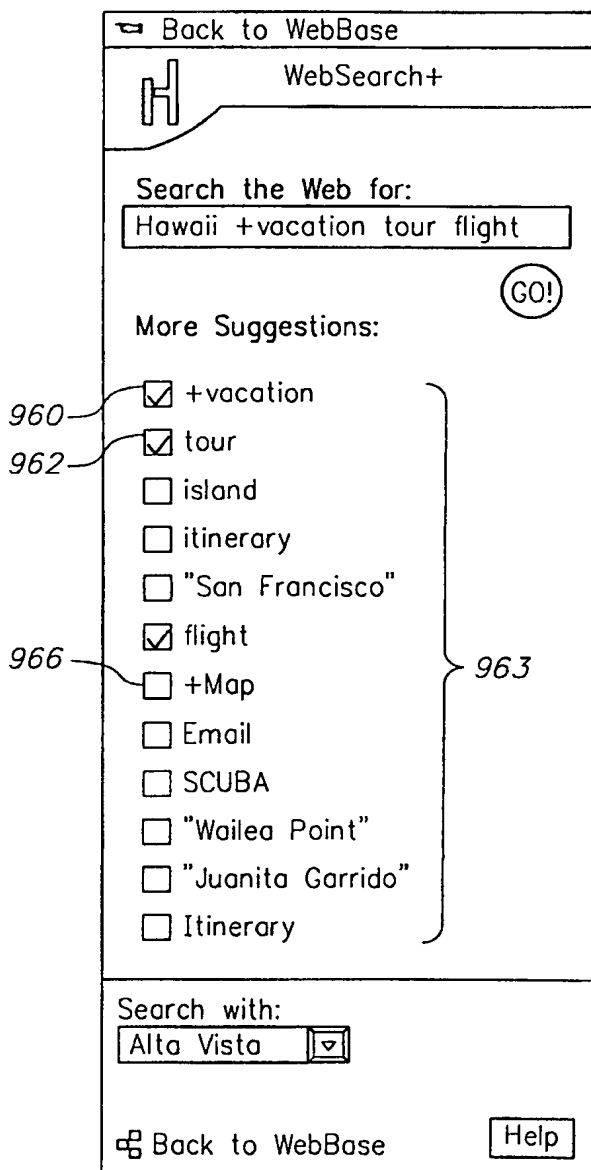 Back to WebBase
WebSearch+
Search the Web for:
Hawaii +vacation tour flight
GO!
More Suggestions:
960
+vacation
962
tour
island
itinerary
"San Francisco"
flight
966
+Map
963
Email
SCUBA
"Wailea Point"
"Juanita Garrido"
Itinerary
Search with:
Alta Vista
Back to WebBase
Help